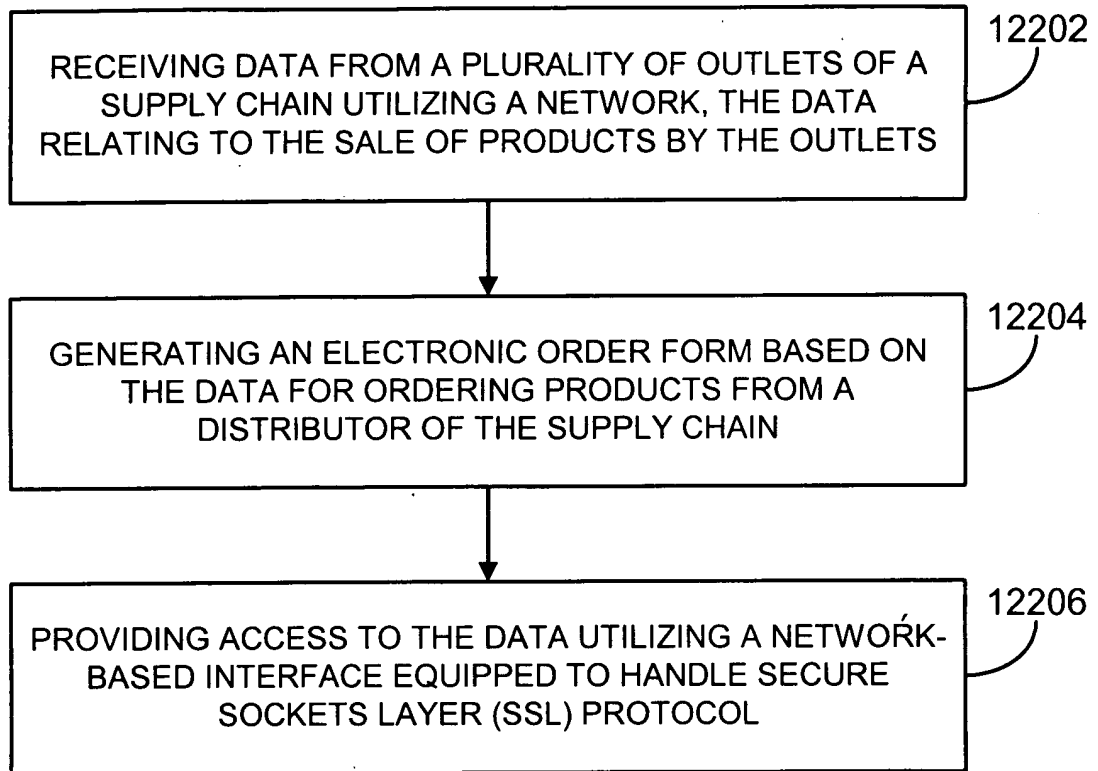 12202
RECEIVING DATA FROM A PLURALITY OF OUTLETS OF A
SUPPLY CHAIN UTILIZING A NETWORK, THE DATA
RELATING TO THE SALE OF PRODUCTS BY THE OUTLETS
12204
GENERATING AN ELECTRONIC ORDER FORM BASED ON
THE DATA FOR ORDERING PRODUCTS FROM A
DISTRIBUTOR OF THE SUPPLY CHAIN
12206
PROVIDING ACCESS TO THE DATA UTILIZING A NETWORK-
BASED INTERFACE EQUIPPED TO HANDLE SECURE
SOCKETS LAYER (SSL) PROTOCOL